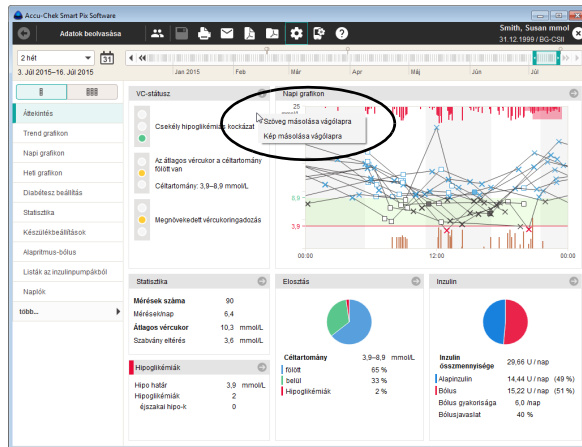 Accu-Chek Smart Pix Software
Adatok beolvasása
Smith, Susan mmol
31.12.1999 / BG-CSII
2 hét
31
3. Júl 2015–16. Júl 2015
Jan 2015 Feb Már Apr Máj Jún Júl
Áttekintés
Trend grafikon
Napi grafikon
Heti grafikon
Diabétesz beállítás
Statisztika
Készülékbeállítások
Alapritmus-bólus
Listák az inzulinpumpákból
Naplók
több...
VC-státusz
Csekély hipoglikémiás kockázat
Az átlagos vércukor a céltartomány
fölött van
Céltartomány: 3,9–8,9 mmol/L
Megnövekedett vércukoringadozás
Napi grafikon
25
Szöveg másolása vágólapra
Kép másolása vágólapra
8,9
3,9
00:00 12:00 00:00
Statisztika
Mérések száma 90
Mérések/nap 6,4
Átlagos vércukor 10,3 mmol/L
Szabvány eltérés 3,6 mmol/L
Hipoglikémiák
Hipo határ 3,9 mmol/L
Hipoglikémiák 2
éjszakai hipo-k 0
Elosztás
Céltartomány 3,9–8,9 mmol/L
fölött 65 %
belül 33 %
Hipoglikémiák 2 %
Inzulin
Inzulin
összmennyisége 29,66 U / nap
Alapinzulin 14,44 U / nap (49 %)
Bólus 15,22 U / nap (51 %)
Bólus gyakorisága 6,0 /nap
Bólusjavaslat 40 %